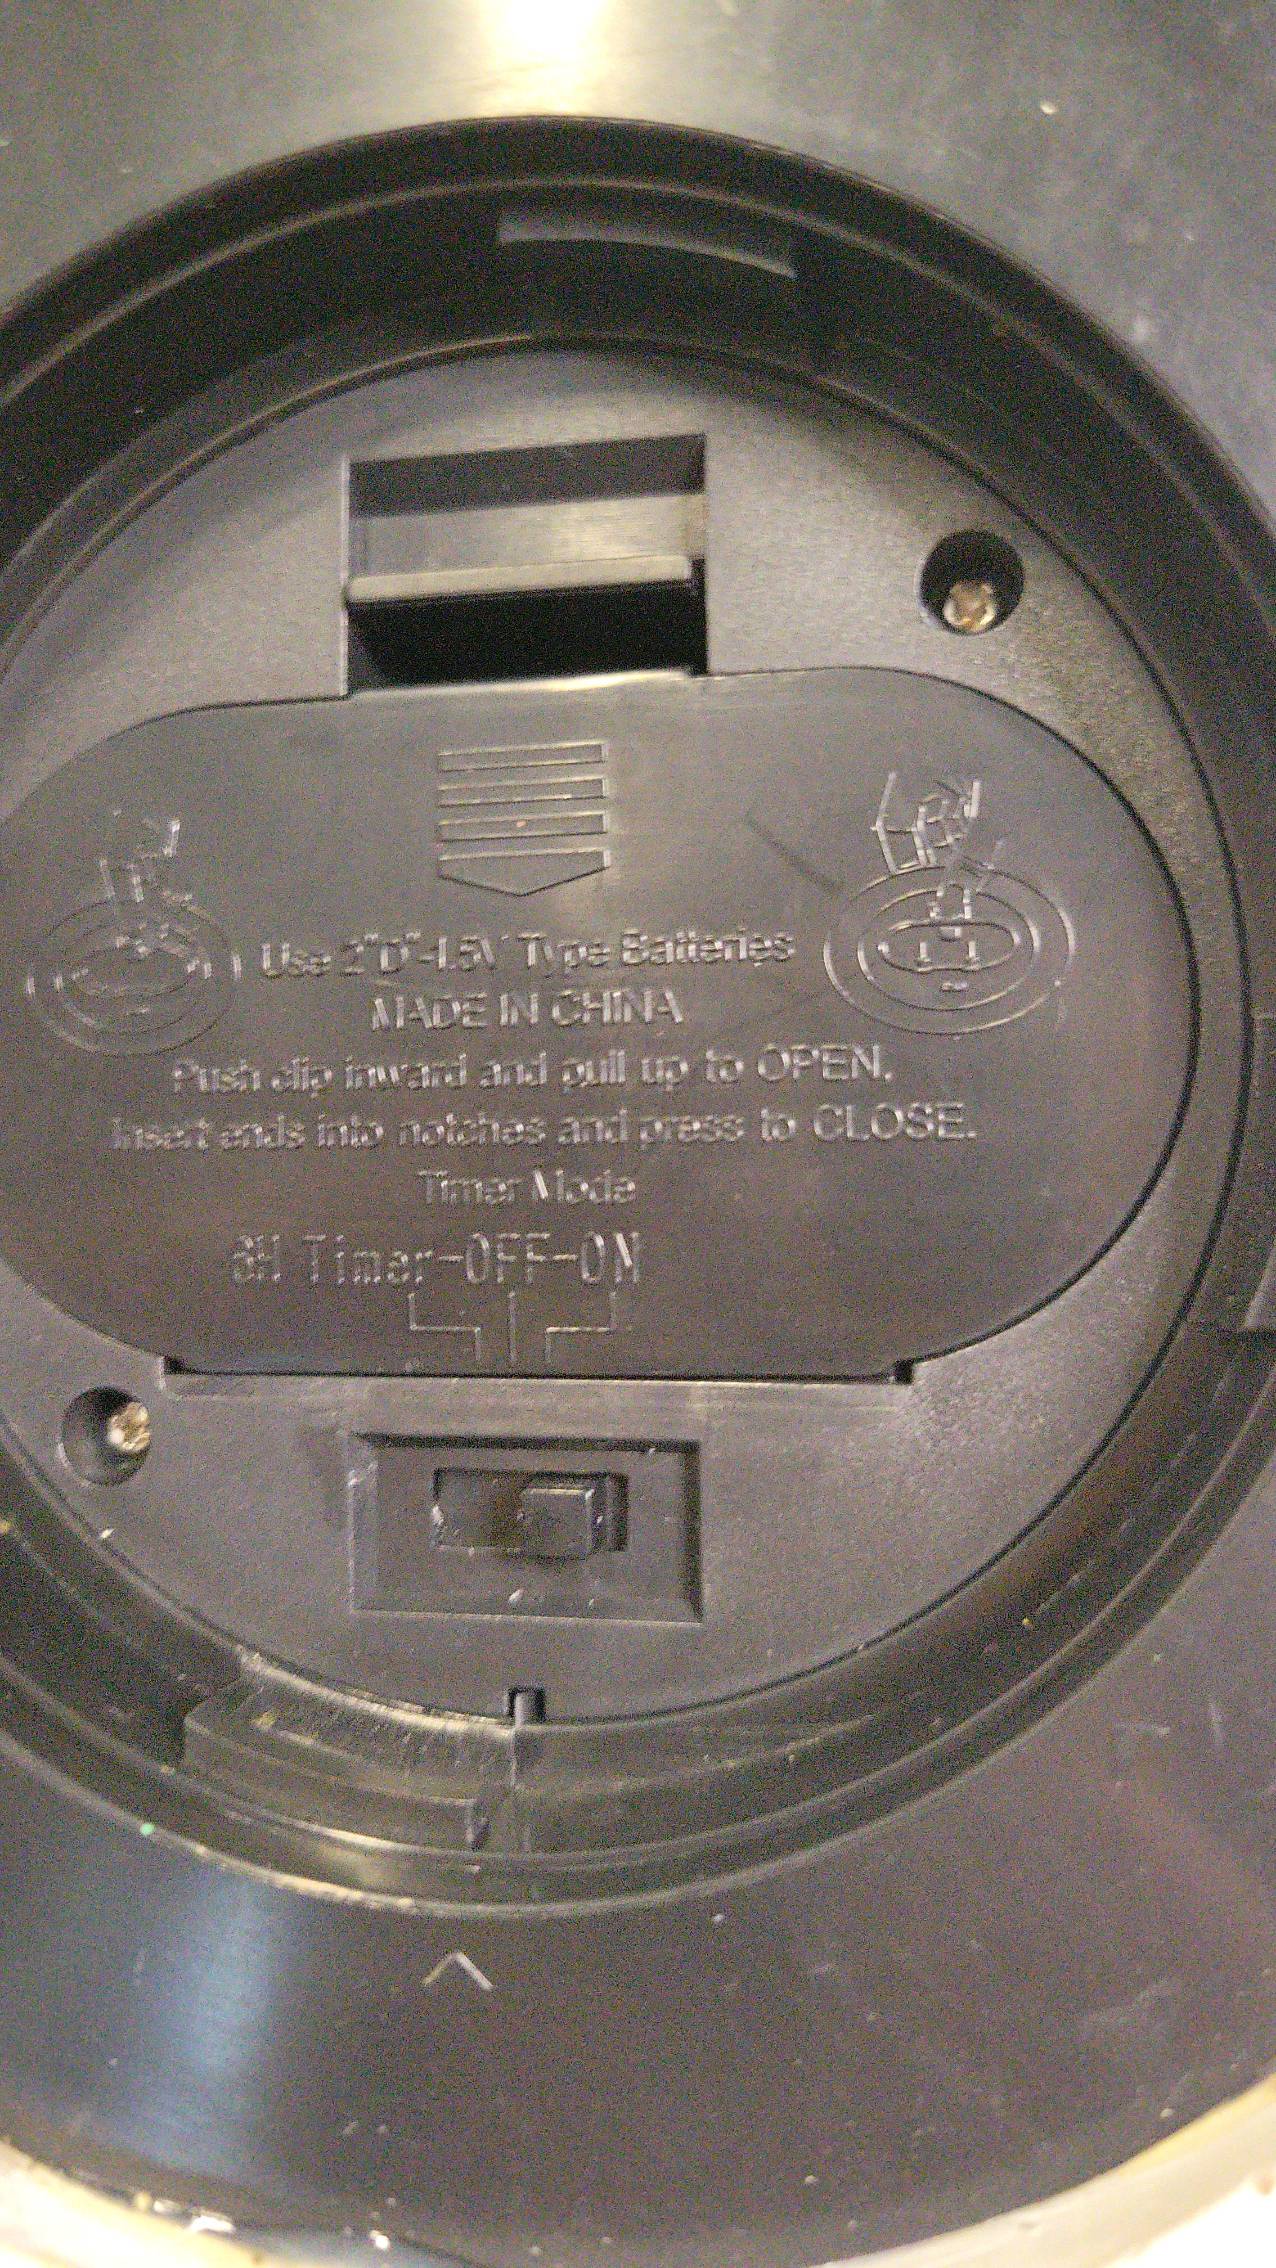 Use 2"D"-1.5V Type Batteries
MADE IN CHINA
Push clip inward and pull up to OPEN.
Insert ends into notches and press to CLOSE.
Timer Mode
6H Timer-OFF-ON